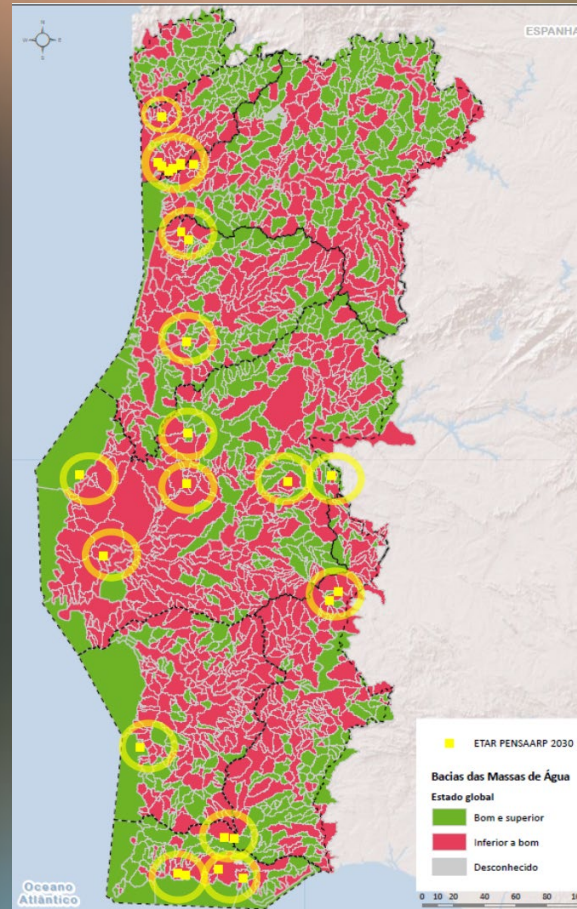 ESPANHA
ETAR PENSAARP 2030
Bacias das Massas de Água
Estado global
Bom e superior
Inferior a bom
Desconhecido
0 10 20 40 60 80
Oceano
Atlântico